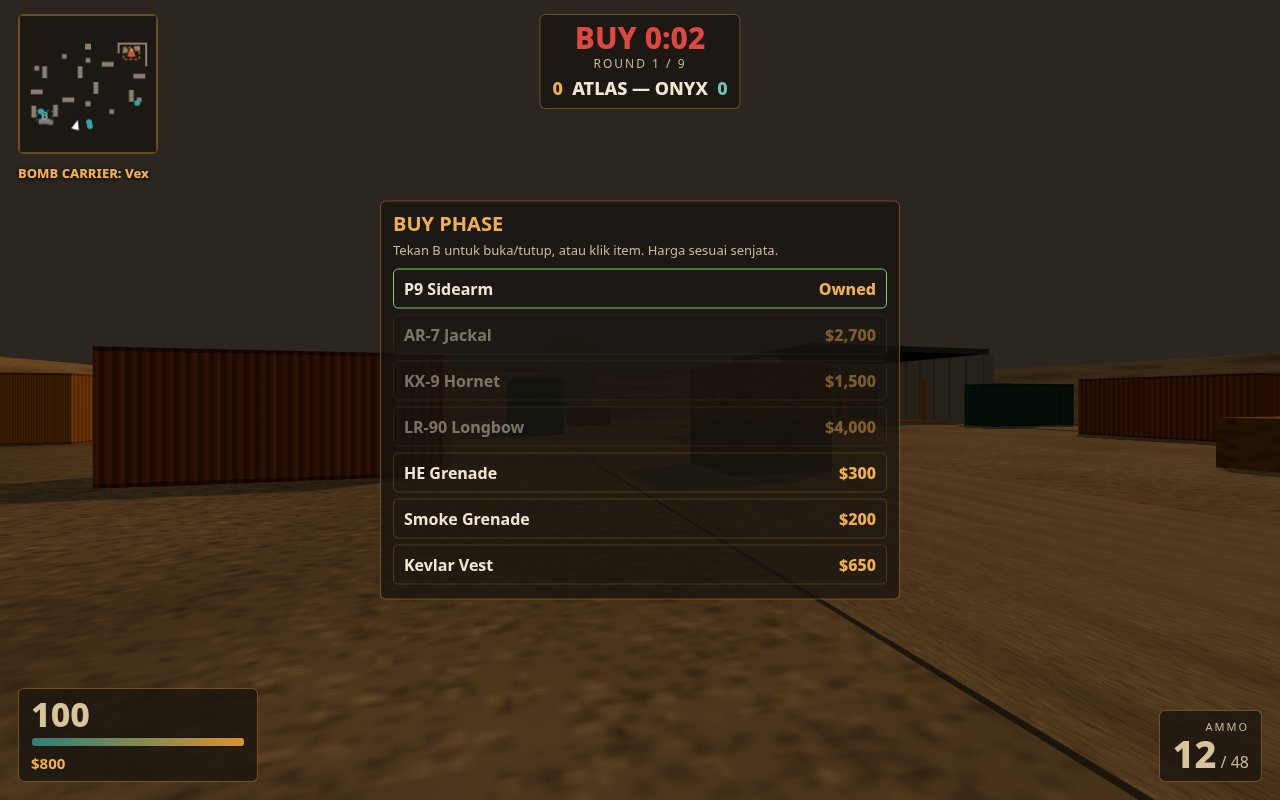 BUY 0:02
ROUND 1 / 9
0 ATLAS — ONYX 0
BOMB CARRIER: Vex
BUY PHASE
Tekan B untuk buka/tutup, atau klik item. Harga sesuai senjata.
P9 Sidearm Owned
AR-7 Jackal $2,700
KX-9 Hornet $1,500
LR-90 Longbow $4,000
HE Grenade $300
Smoke Grenade $200
Kevlar Vest $650
100
$800
AMMO
12 / 48